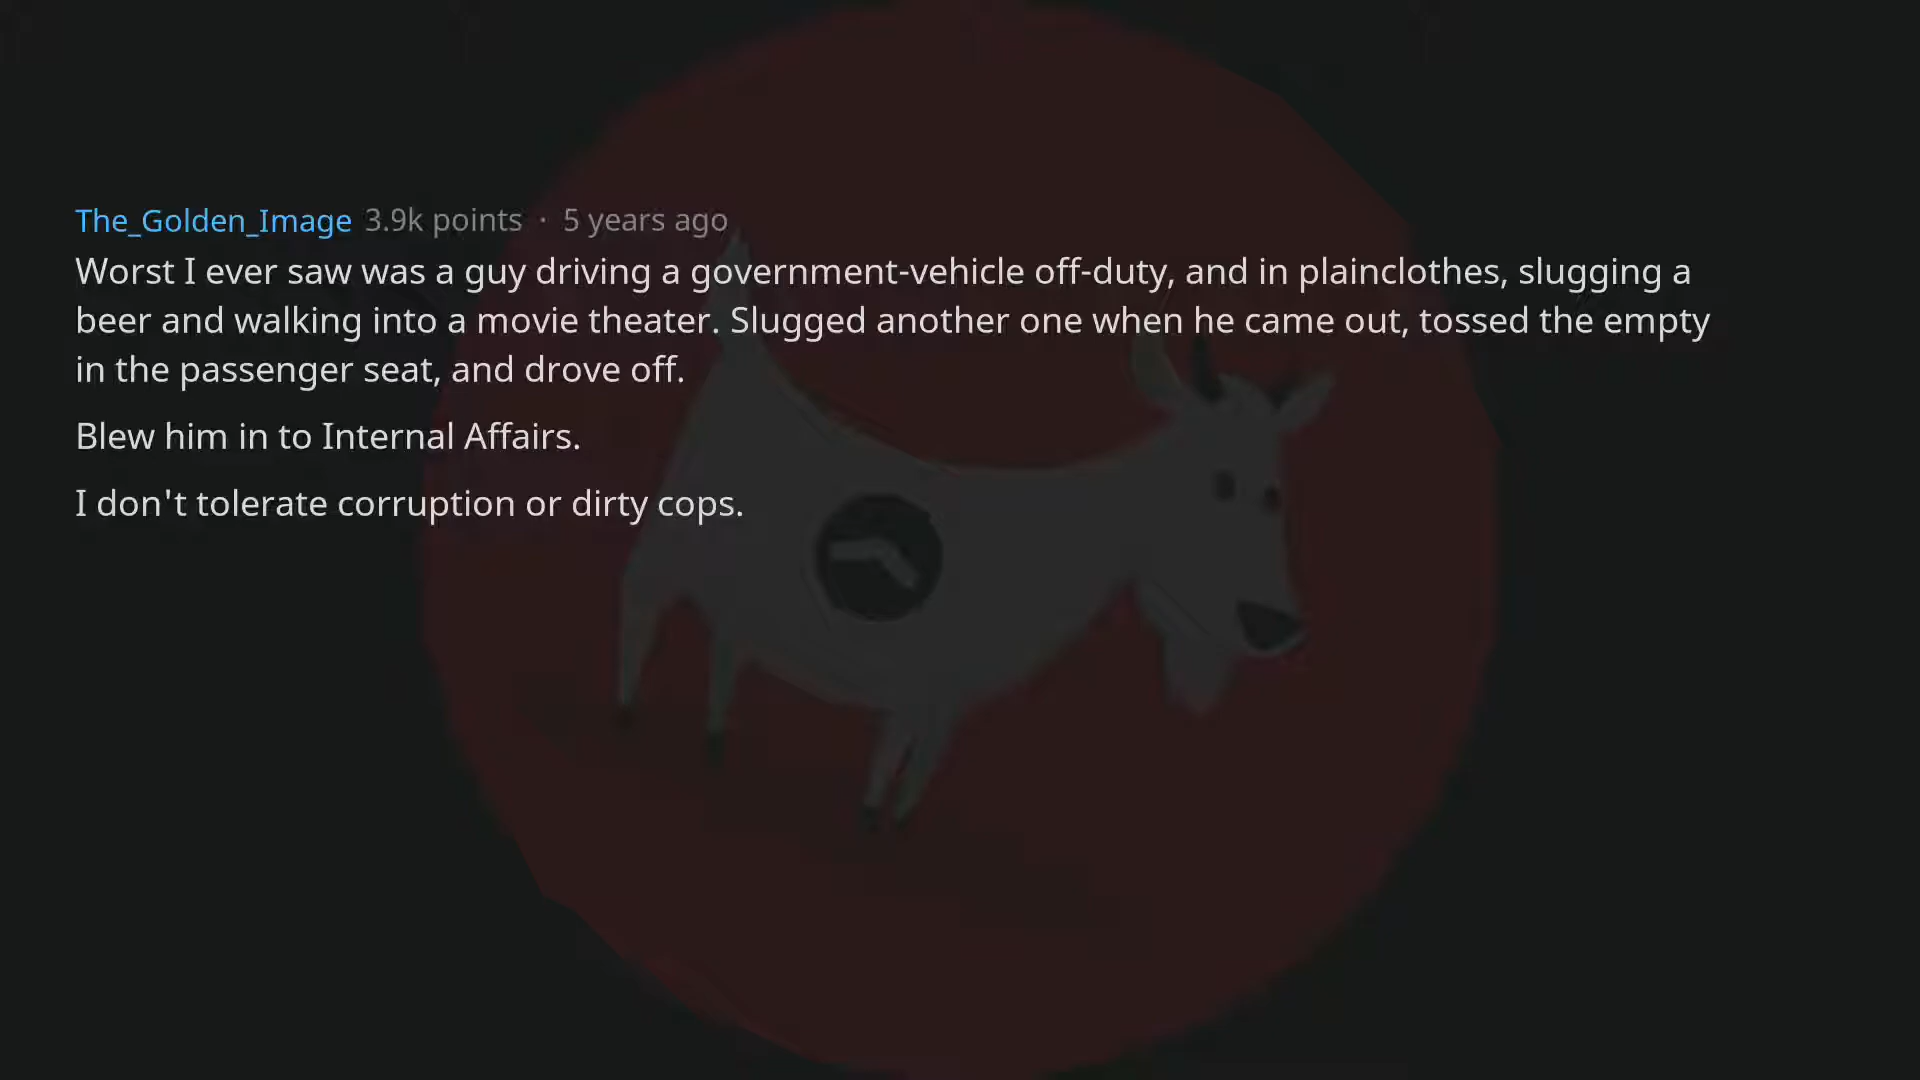 The_Golden_Image 3.9k points · 5 years ago
Worst I ever saw was a guy driving a government-vehicle off-duty, and in plainclothes, slugging a
beer and walking into a movie theater. Slugged another one when he came out, tossed the empty
in the passenger seat, and drove off.
Blew him in to Internal Affairs.
I don't tolerate corruption or dirty cops.